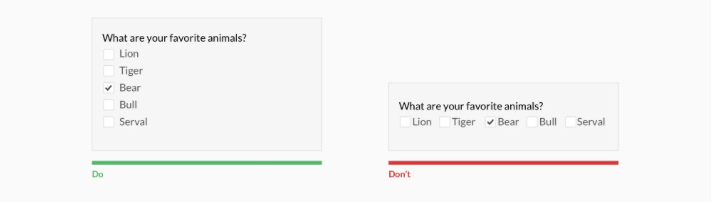 What are your favorite animals?
Lion
Tiger
Bear
Bull
Serval
Do
What are your favorite animals?
Lion Tiger Bear Bull Serval
Don't